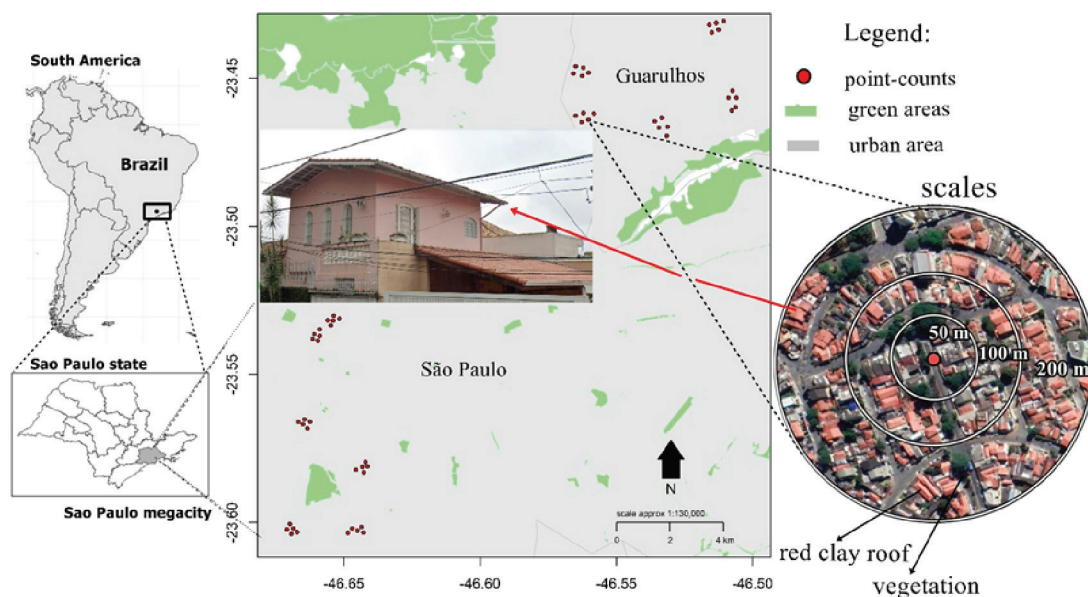 South America
Brazil
Sao Paulo state
Sao Paulo megacity
-23.45
-23.50
-23.55
-23.60
Guarulhos
São Paulo
N
scale approx 1:130,000
0 2 4 km
-46.65
-46.60
-46.55
-46.50
Legend:
point-counts
green areas
urban area
scales
50 m
100 m
200 m
red clay roof
vegetation